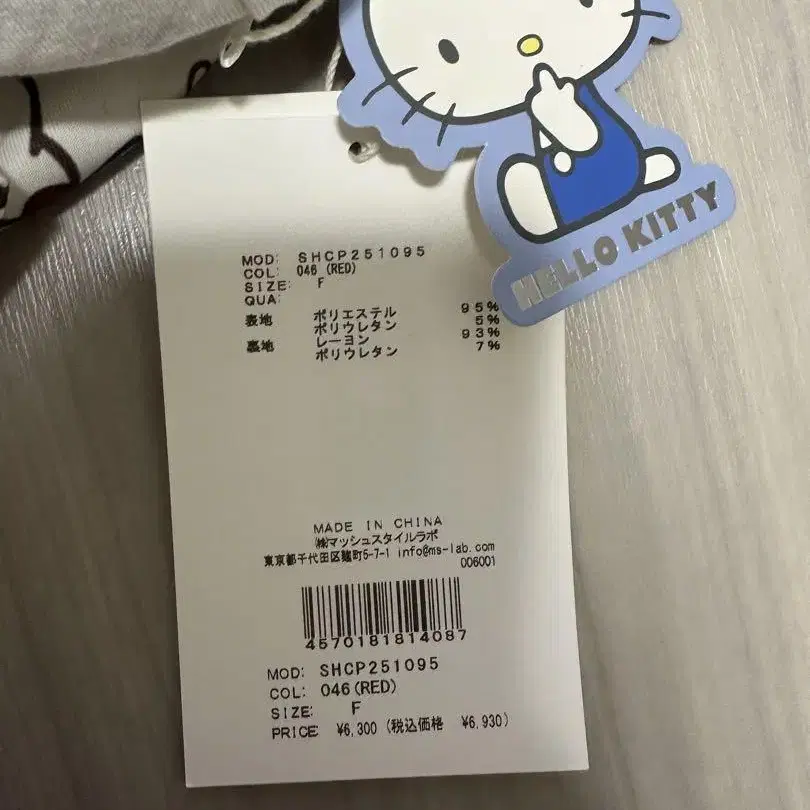 HELLO KITTY
MOD: SHCP251095
COL: 046 (RED)
SIZE: F
QUA:
表地 ポリエステル 95%
ポリウレタン 5%
裏地 レーヨン 93%
ポリウレタン 7%
MADE IN CHINA
㈱マッシュスタイルラボ
東京都千代田区麹町5-7-1 info@ms-lab.com
006001
4570181814087
MOD: SHCP251095
COL: 046(RED)
SIZE: F
PRICE: ¥6,300 (税込価格 ¥6,930)